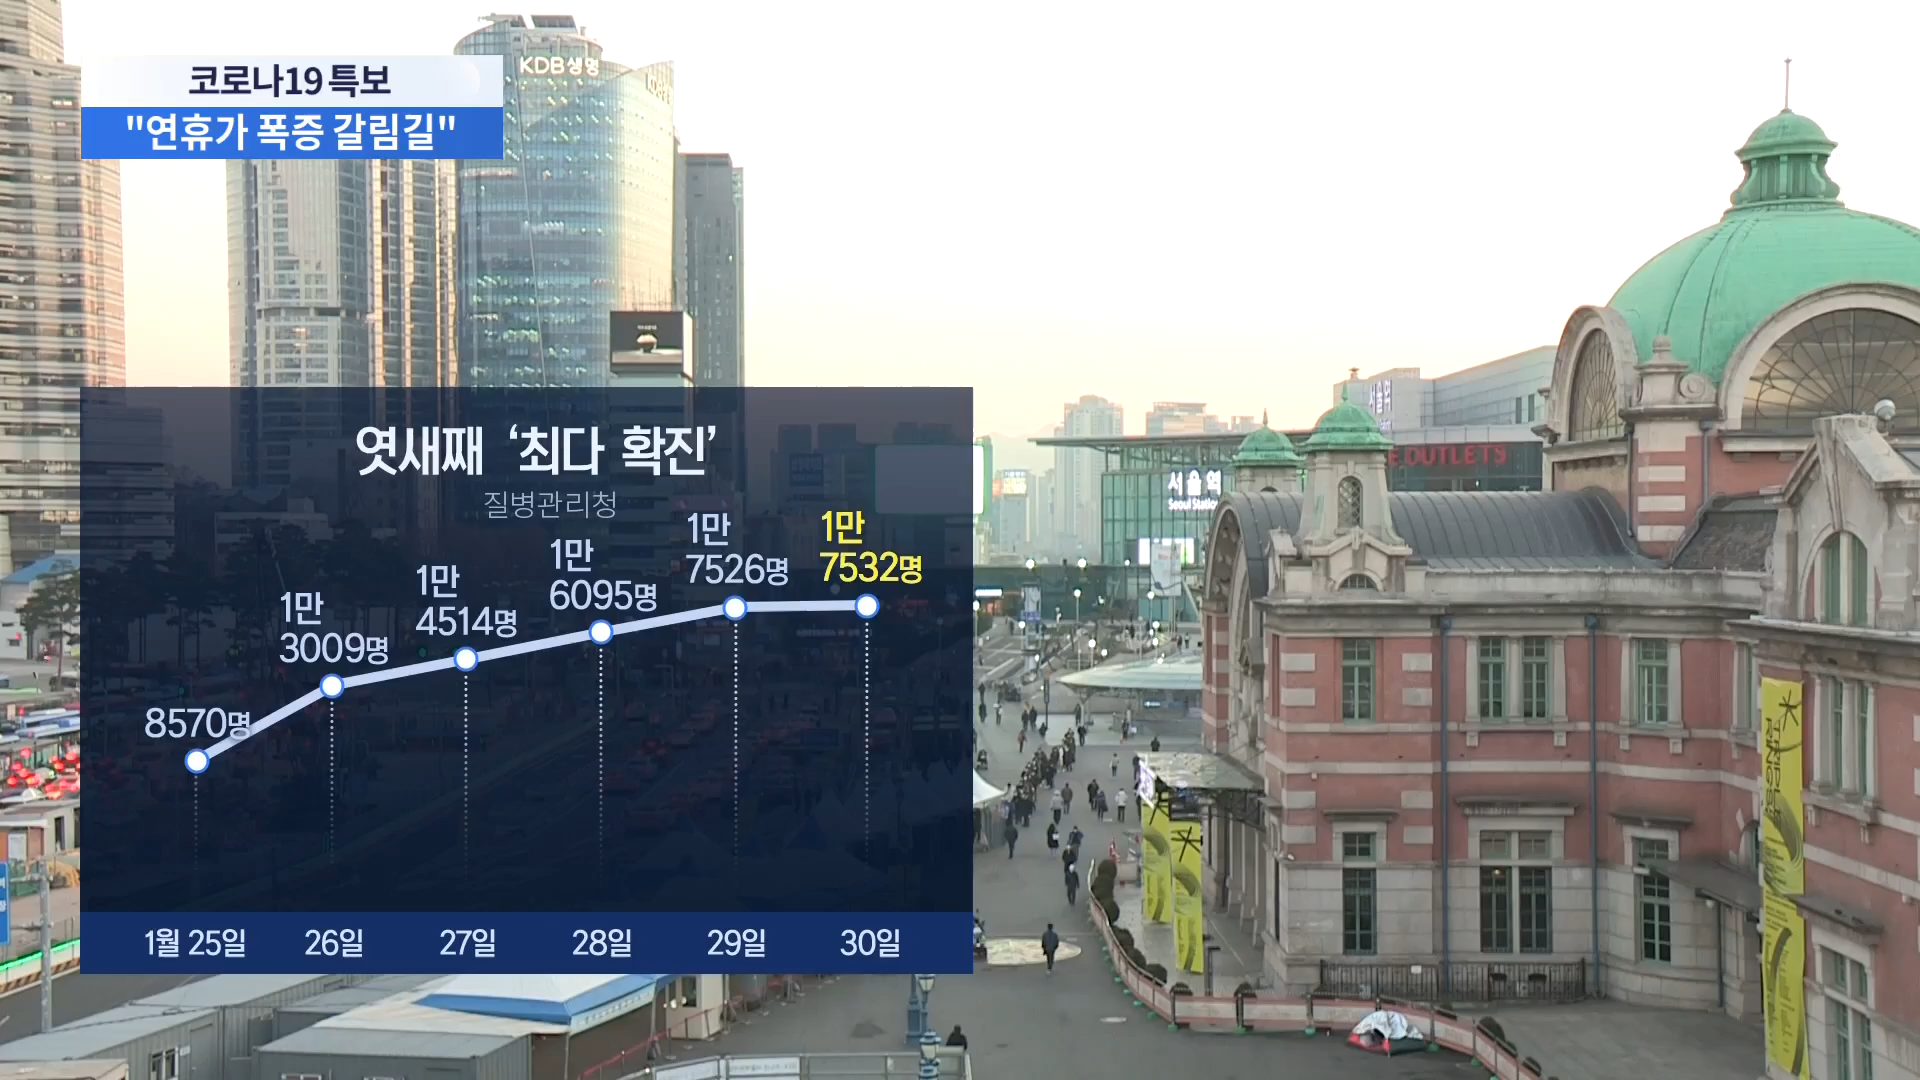 코로나19 특보
"연휴가 폭증 갈림길"
KDB생명
엿새째 ‘최다 확진’
질병관리청
8570명
1만
3009명
1만
4514명
1만
6095명
1만
7526명
1만
7532명
1월 25일
26일
27일
28일
29일
30일
서울역
OUTLETS
서울역
Seoul Station